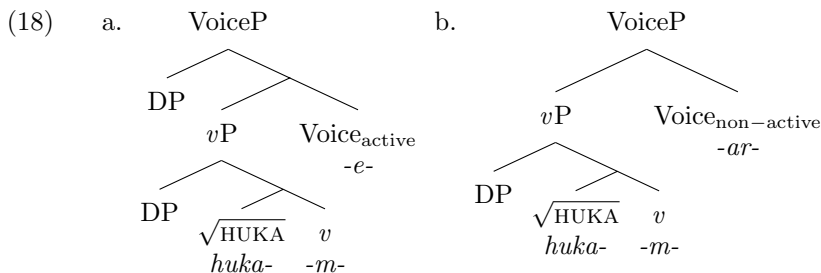 (18) a. VoiceP b. VoiceP
DP
vP Voice_active vP Voice_non−active
-e- -ar-
DP DP
√HUKA v √HUKA v
huka- -m- huka- -m-